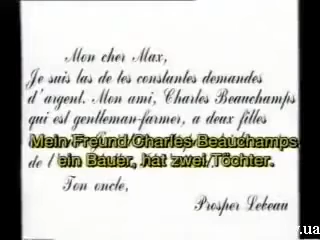 Mon cher Max,
Je suis las de tes constantes demandes
d'argent. Mon ami, Charles Beauchamps
qui est gentleman-farmer, a deux filles
Mein Freund Charles Beauchamps
ein Bauer, hat zwei Töchter.
de l'
Ton oncle,
Prosper Lebeau
.ua